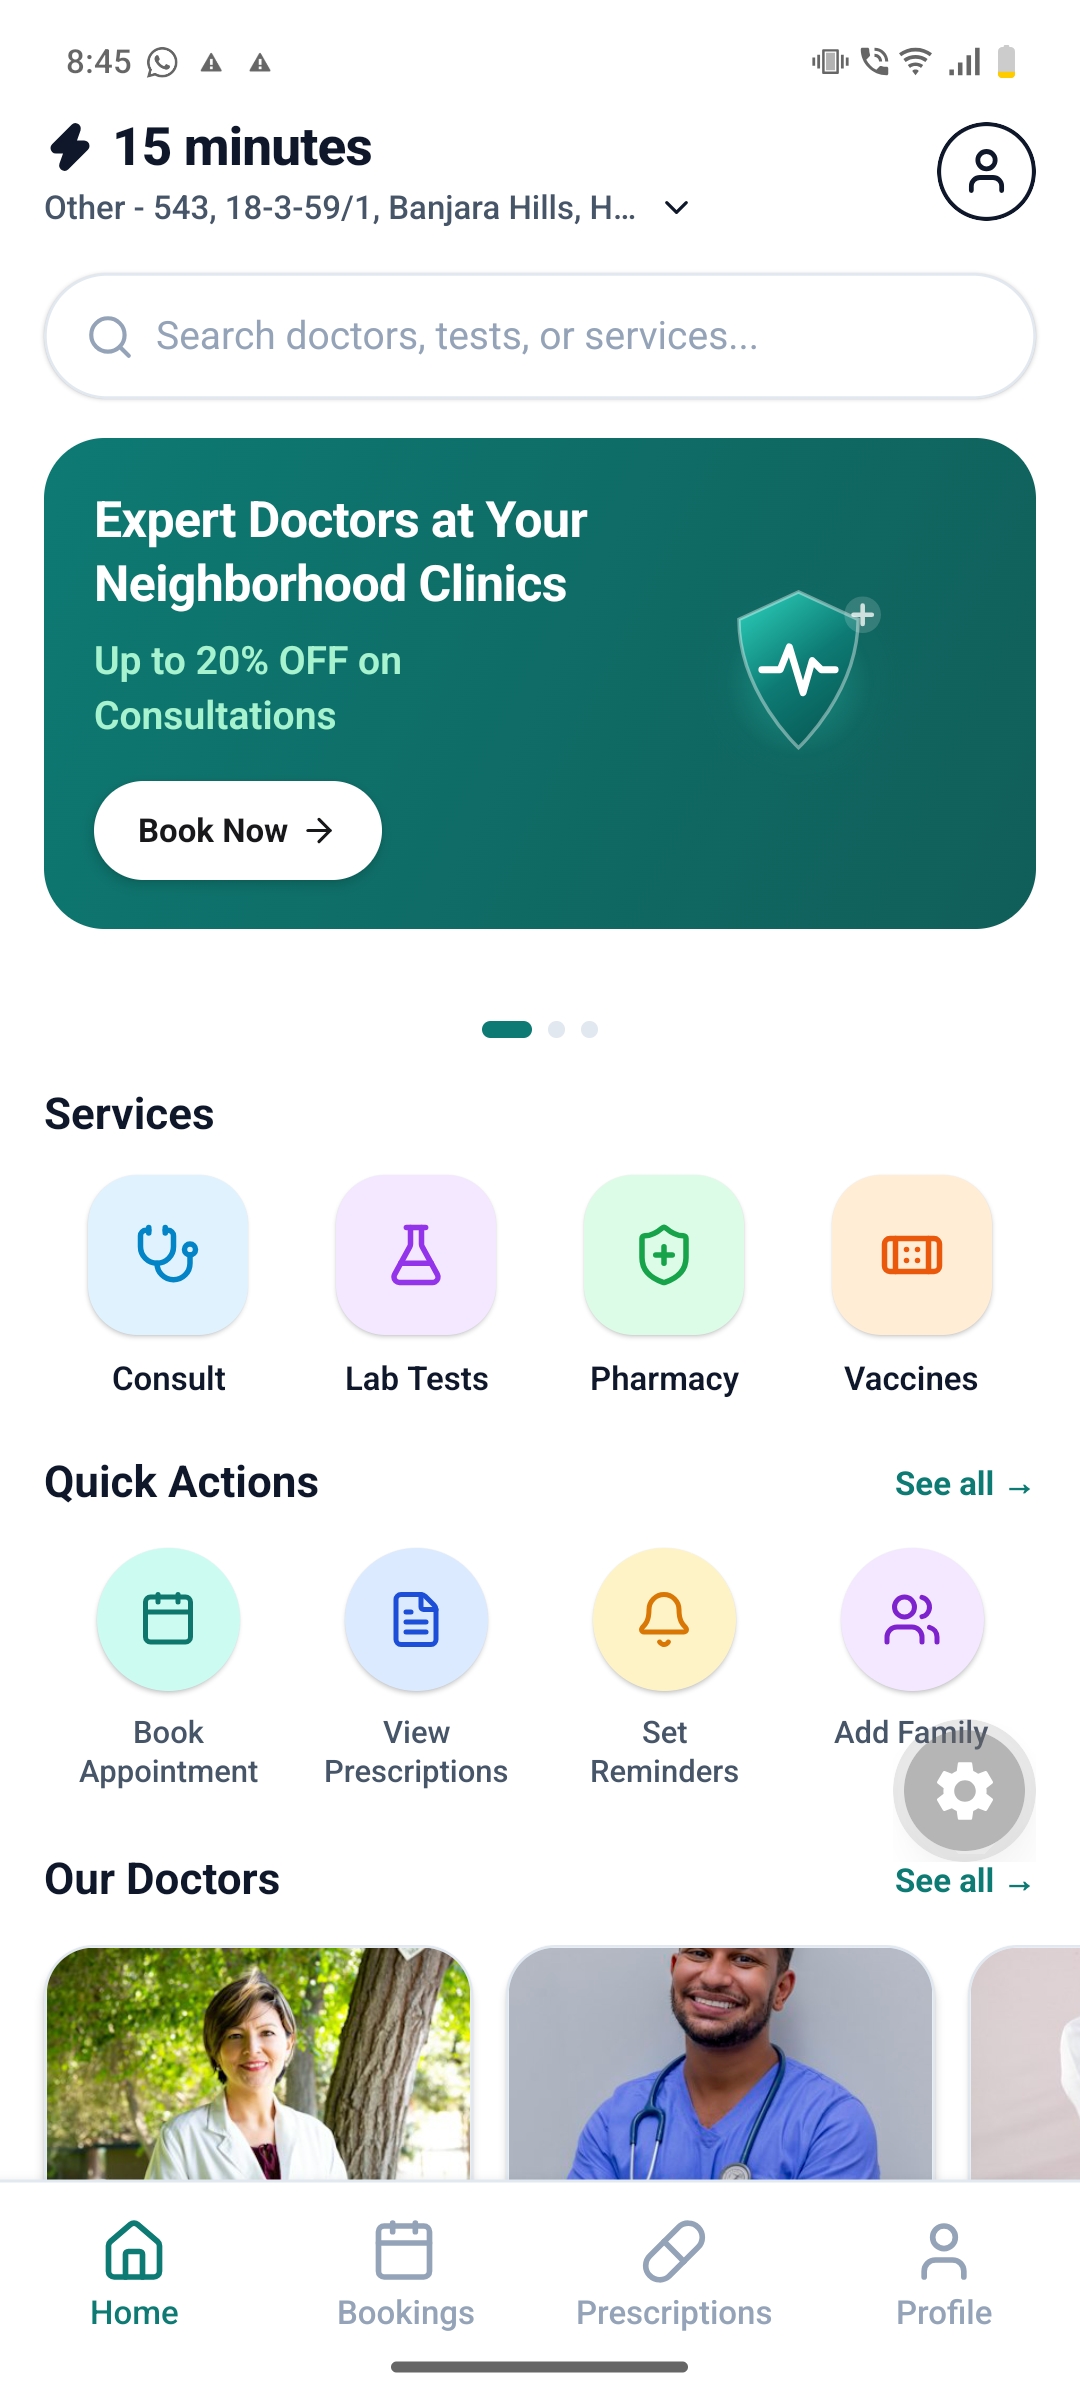 8:45
15 minutes
Other - 543, 18-3-59/1, Banjara Hills, H...
Search doctors, tests, or services...
Expert Doctors at Your
Neighborhood Clinics
Up to 20% OFF on
Consultations
Book Now →
Services
Consult
Lab Tests
Pharmacy
Vaccines
Quick Actions
See all →
Book
Appointment
View
Prescriptions
Set
Reminders
Add Family
Our Doctors
See all →
Home
Bookings
Prescriptions
Profile